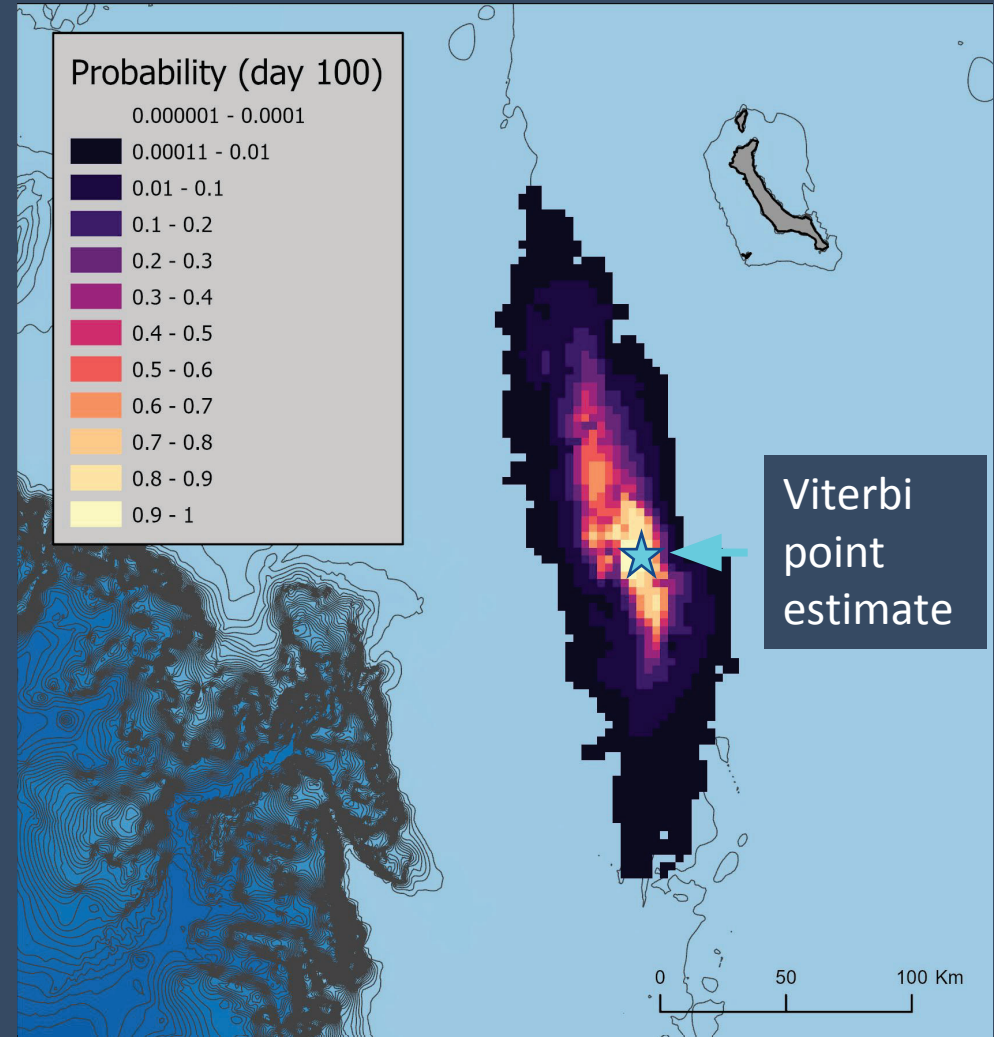 Probability (day 100)
0.000001 - 0.0001
0.00011 - 0.01
0.01 - 0.1
0.1 - 0.2
0.2 - 0.3
0.3 - 0.4
0.4 - 0.5
0.5 - 0.6
0.6 - 0.7
0.7 - 0.8
0.8 - 0.9
0.9 - 1
Viterbi
point
estimate
0 50 100 Km